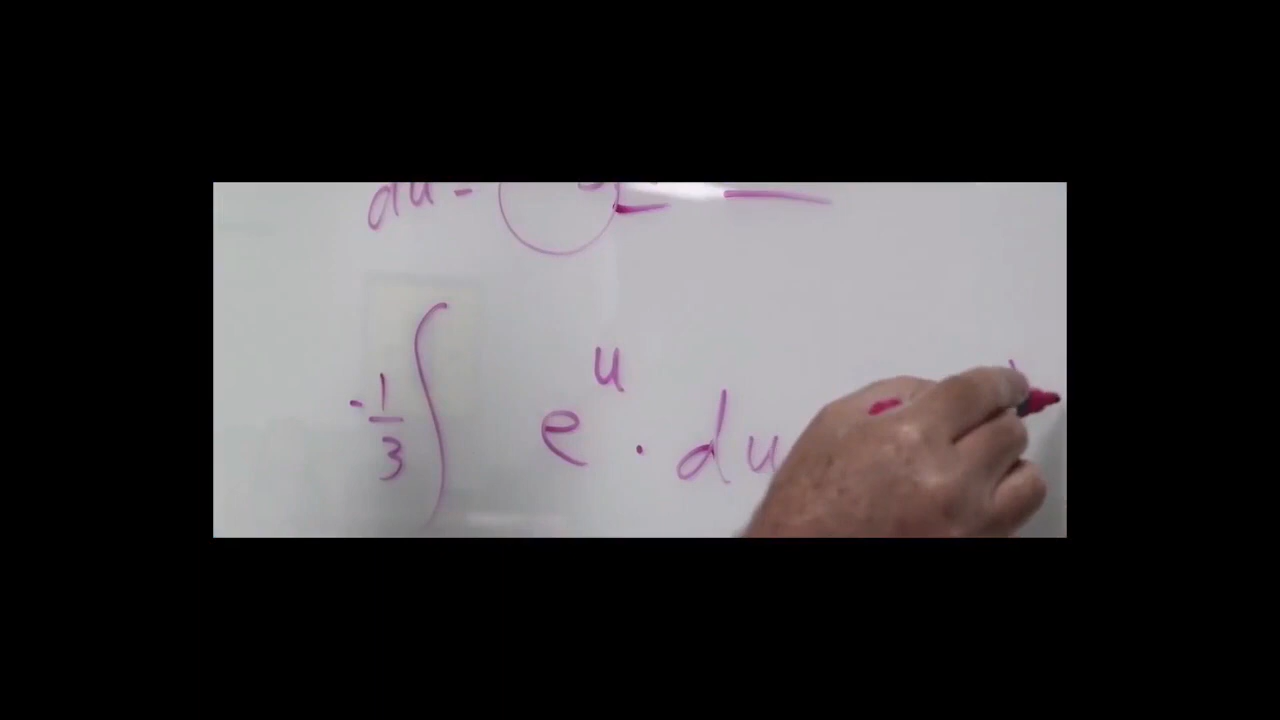 du =
-1/3 ∫ e^u · du